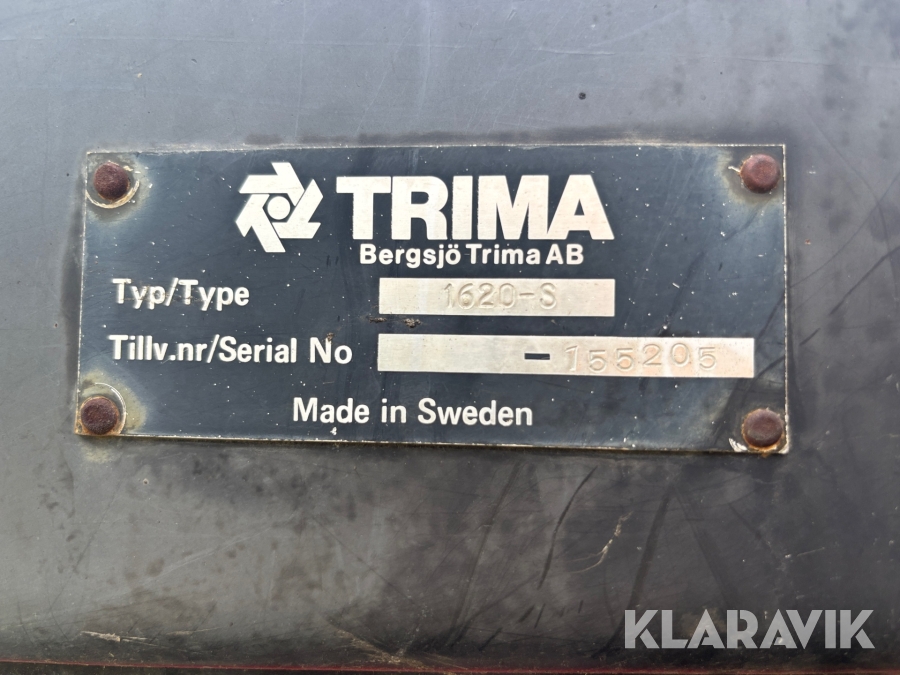 TRIMA
Bergsjö Trima AB
Typ/Type 1620-S
Tillv.nr/Serial No - 155205
Made in Sweden
KLARAVIK